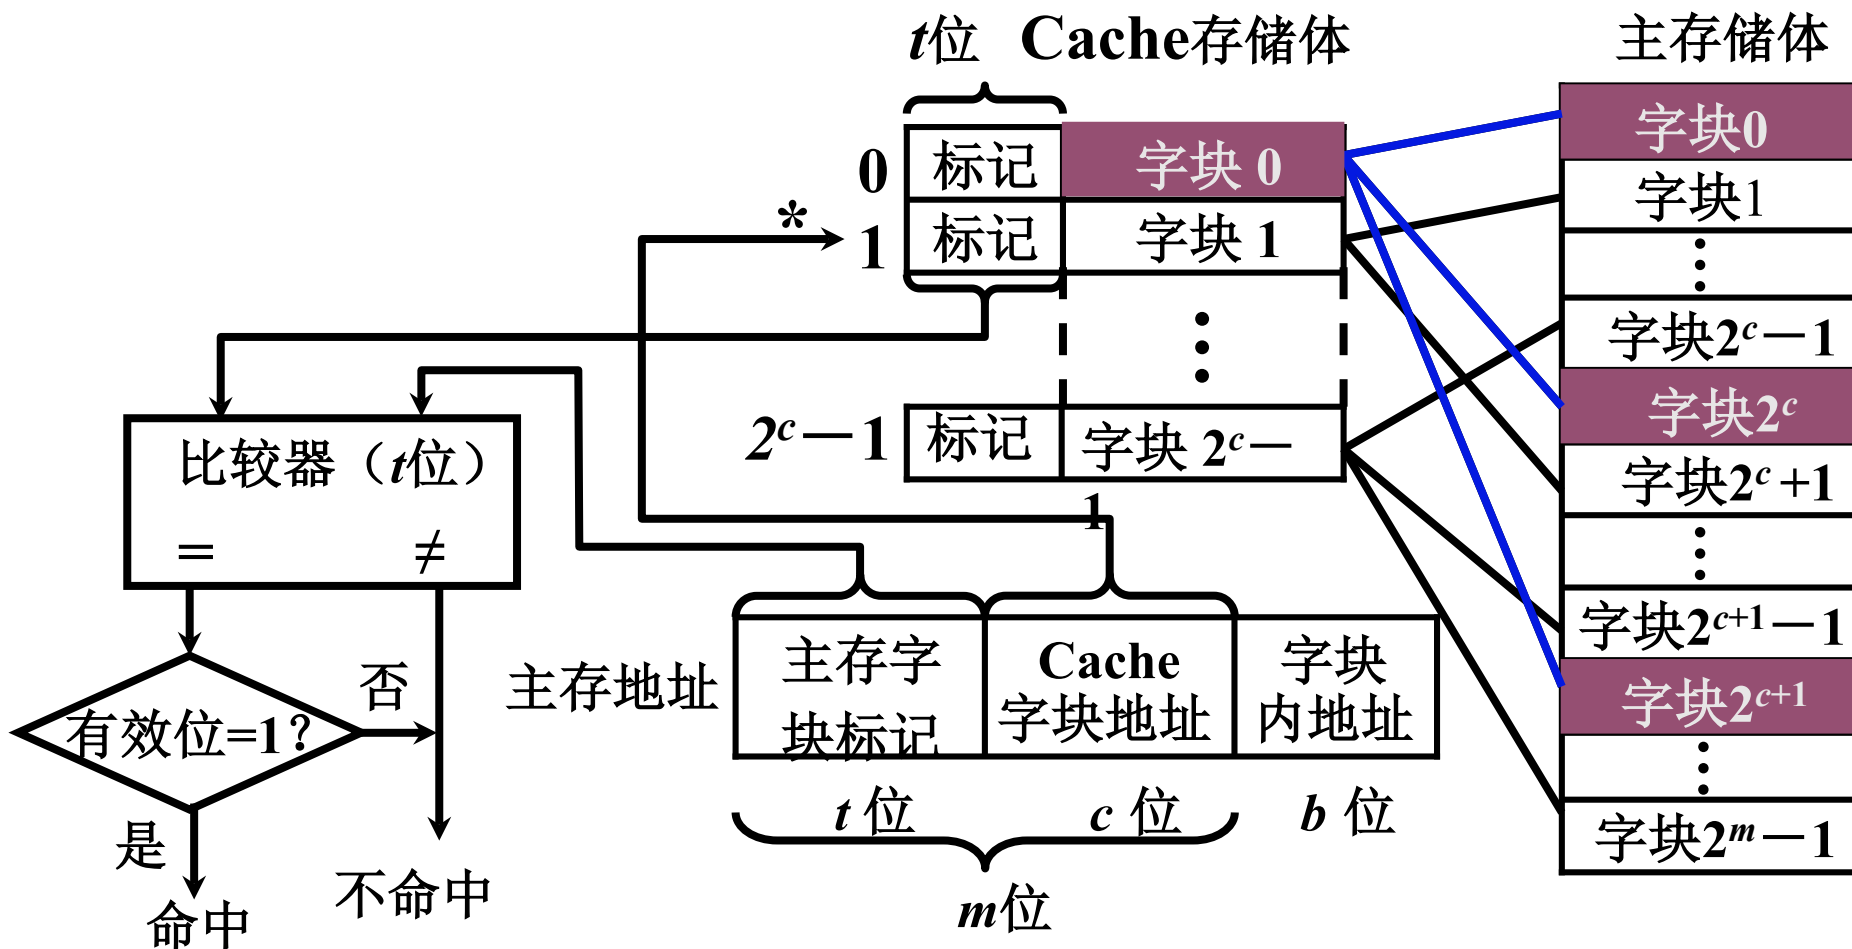 t位
Cache存储体
主存储体
0
标记
字块 0
*
1
标记
字块 1
2ᶜ－1
标记
字块 2ᶜ－
1
字块0
字块1
字块2ᶜ－1
字块2ᶜ
字块2ᶜ+1
字块2ᶜ⁺¹－1
字块2ᶜ⁺¹
字块2ᵐ－1
比较器（t位）
=
≠
有效位=1？
否
是
命中
不命中
主存地址
主存字
块标记
Cache
字块地址
字块
内地址
t 位
c 位
b 位
m位